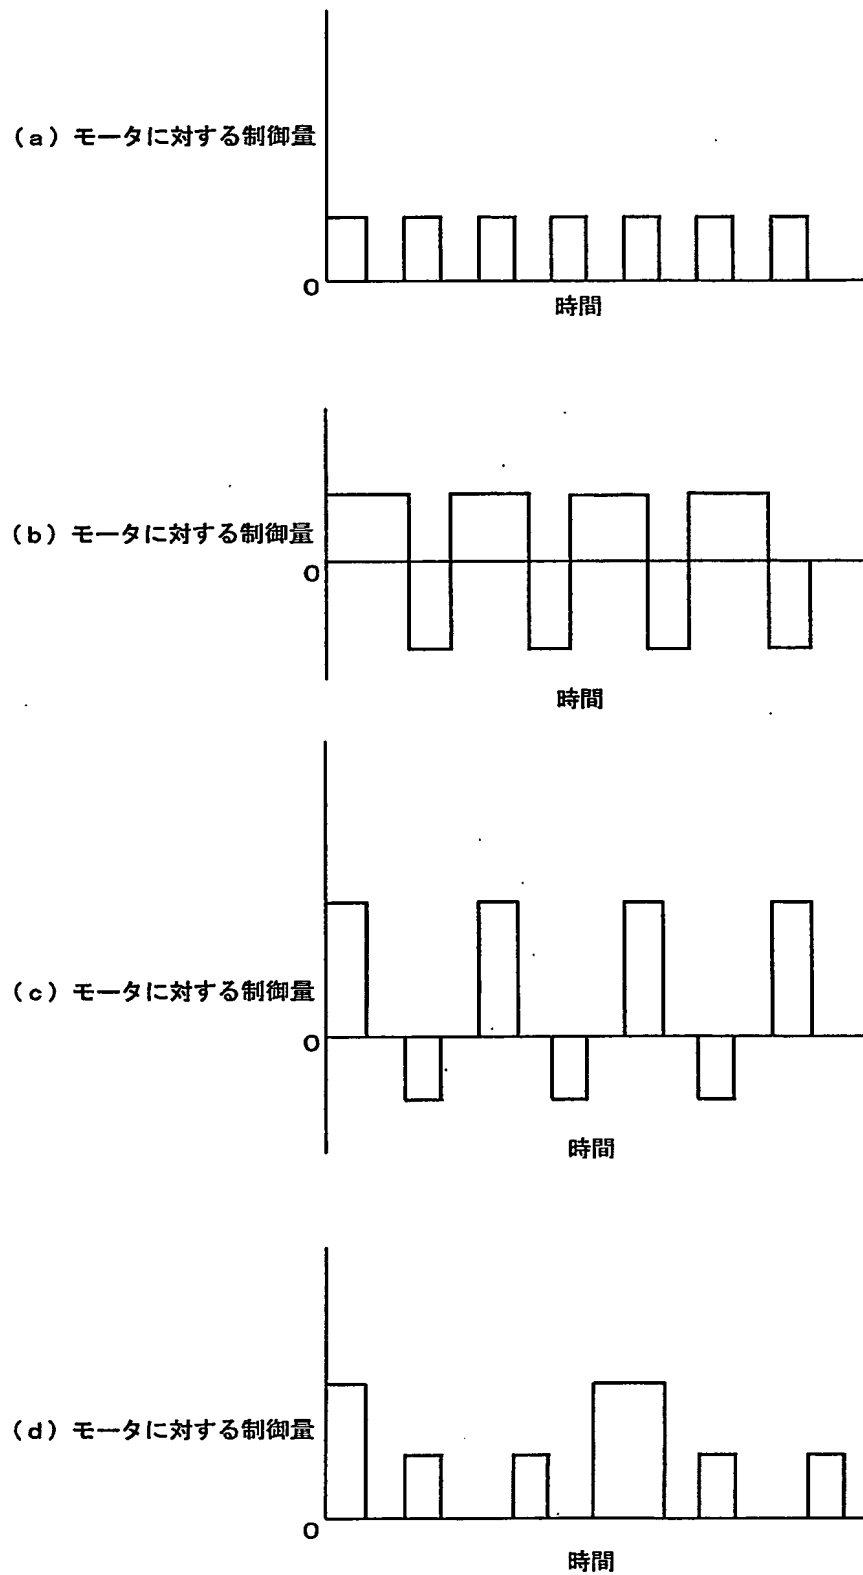 (a) モータに対する制御量
0
時間
(b) モータに対する制御量
0
時間
(c) モータに対する制御量
0
時間
(d) モータに対する制御量
0
時間